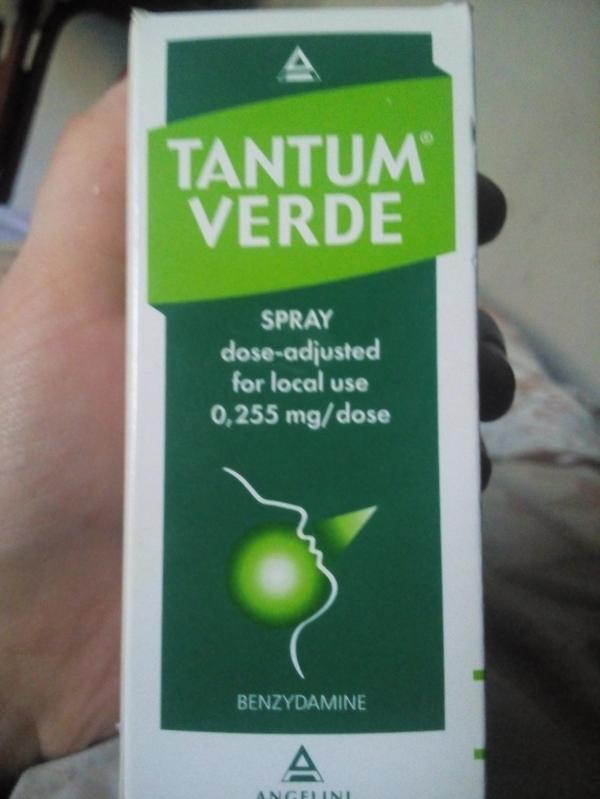 TANTUM®
VERDE
SPRAY
dose-adjusted
for local use
0,255 mg/dose
BENZYDAMINE
ANGELINI